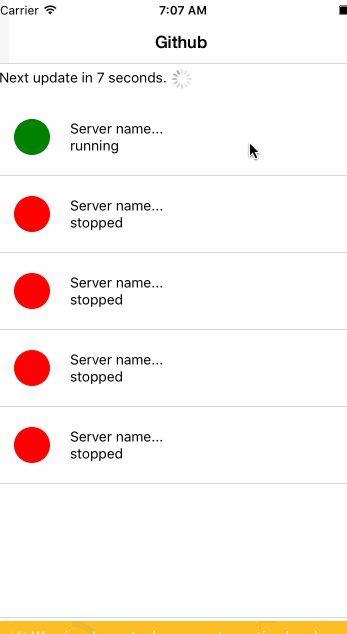 Carrier 7:07 AM
Github
Next update in 7 seconds.
Server name...
running
Server name...
stopped
Server name...
stopped
Server name...
stopped
Server name...
stopped